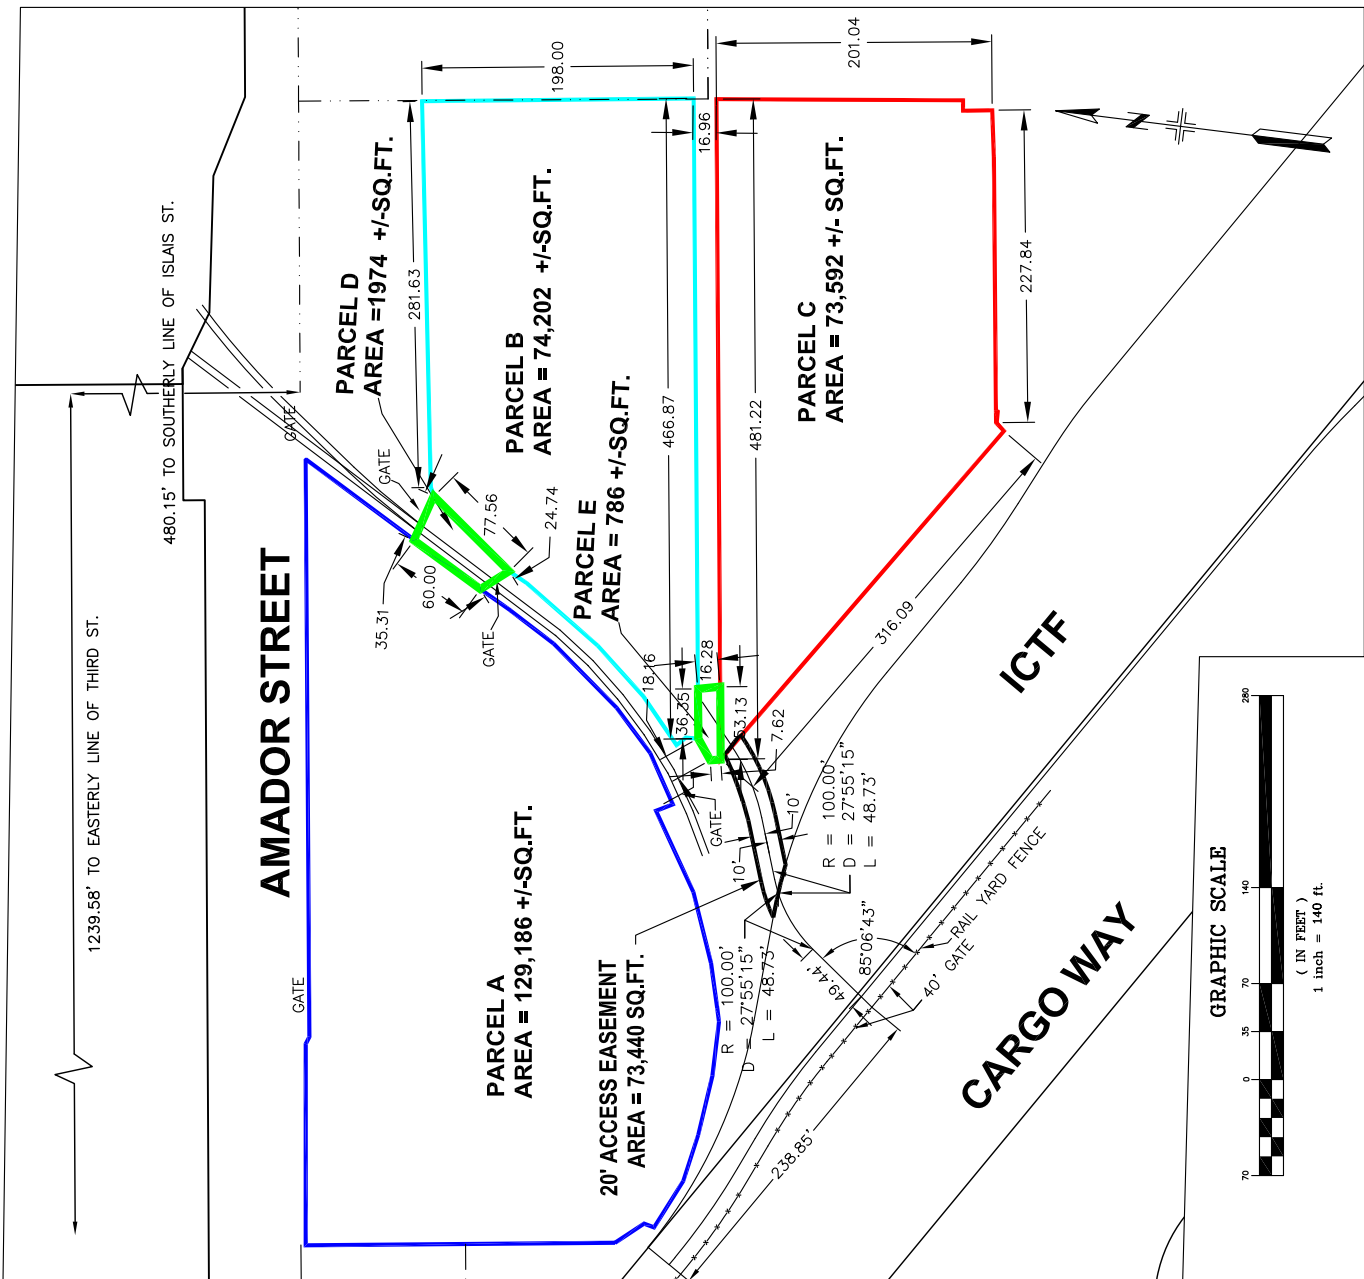 198.00
201.04
16.96
N
480.15' TO SOUTHERLY LINE OF ISLAIS ST.
PARCEL D
AREA =1974 +/-SQ.FT.
281.63
PARCEL B
AREA = 74,202 +/-SQ.FT.
PARCEL C
AREA = 73,592 +/- SQ.FT.
227.84
466.87
481.22
GATE
GATE
77.56
24.74
PARCEL E
AREA = 786 +/-SQ.FT.
35.31
60.00
GATE
18.16
16.28
36.35
53.13
7.62
316.09
1239.58' TO EASTERLY LINE OF THIRD ST.
AMADOR STREET
ICTF
GATE
10'
10'
R = 100.00'
D = 27°55'15"
L = 48.73'
PARCEL A
AREA = 129,186 +/-SQ.FT.
GATE
20' ACCESS EASEMENT
AREA = 73,440 SQ.FT.
R = 100.00'
D = 27°55'15"
L = 48.73'
49.44'
85°06'43"
RAIL YARD FENCE
40' GATE
238.85'
CARGO WAY
GRAPHIC SCALE
70
0
35
70
140
280
( IN FEET )
1 inch = 140 ft.